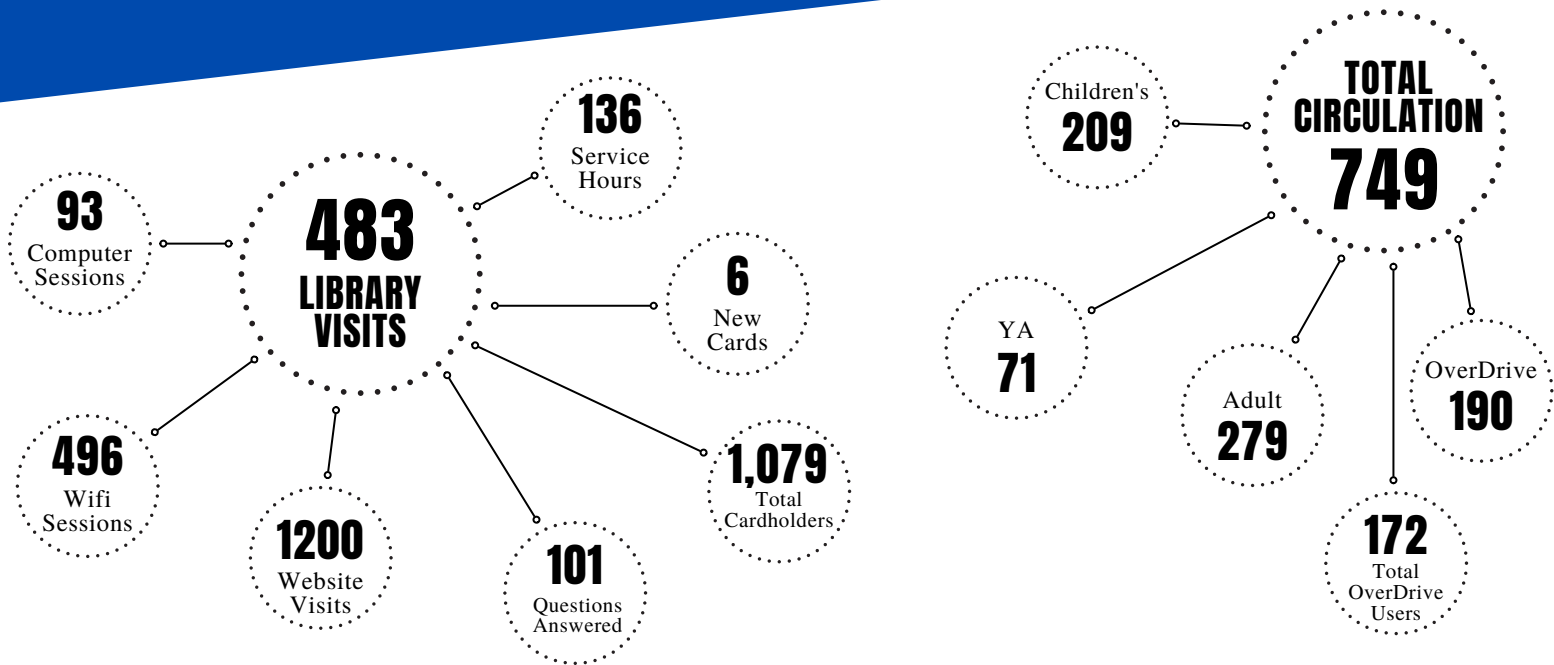 136
Service
Hours
93
Computer
Sessions
483
LIBRARY
VISITS
6
New
Cards
496
Wifi
Sessions
1200
Website
Visits
101
Questions
Answered
1,079
Total
Cardholders
TOTAL
CIRCULATION
749
Children's
209
YA
71
Adult
279
OverDrive
190
172
Total
OverDrive
Users